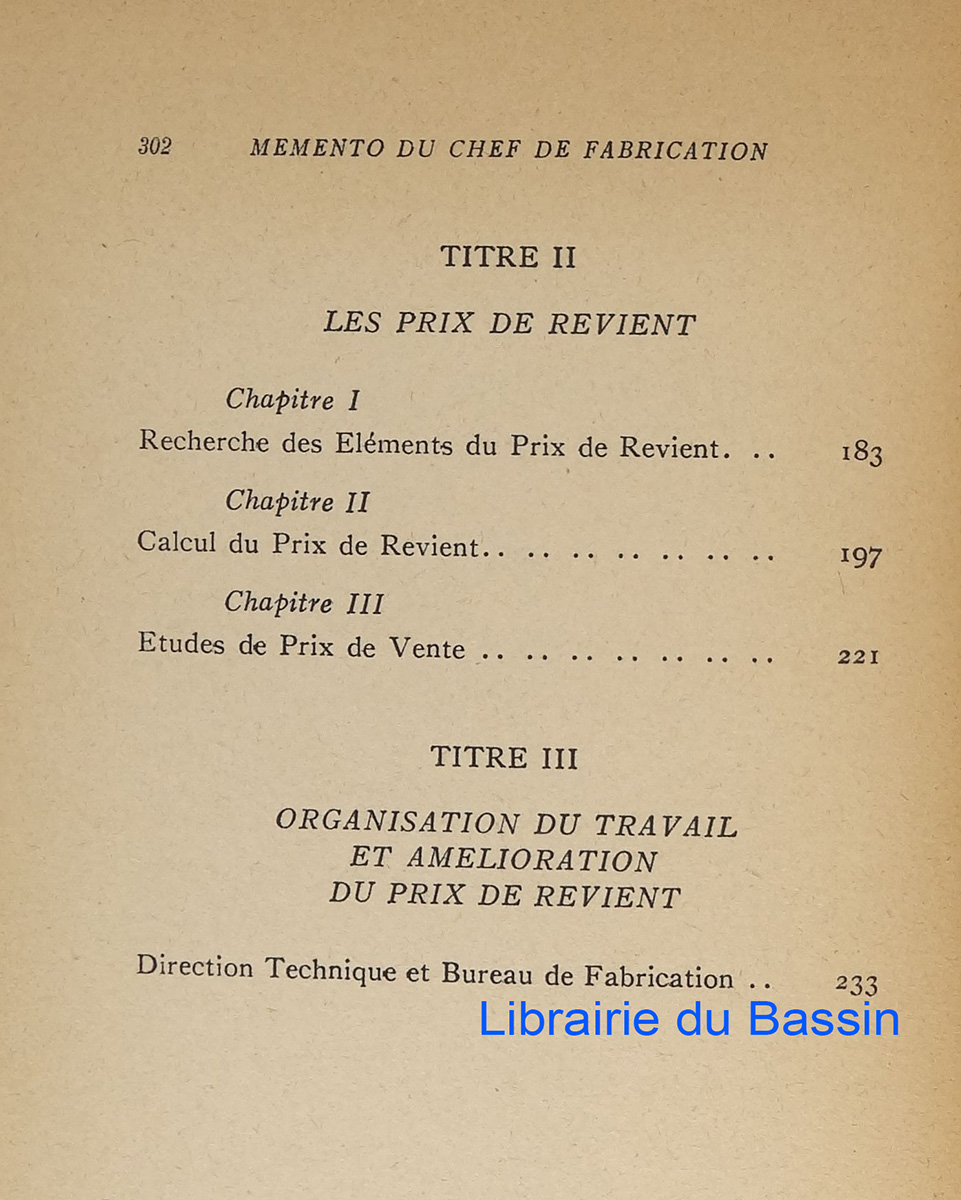 302 MEMENTO DU CHEF DE FABRICATION
TITRE II
LES PRIX DE REVIENT
Chapitre I
Recherche des Eléments du Prix de Revient. .. 183
Chapitre II
Calcul du Prix de Revient.. .. .. .. .. .. .. 197
Chapitre III
Etudes de Prix de Vente .. .. .. .. .. .. .. 221
TITRE III
ORGANISATION DU TRAVAIL
ET AMELIORATION
DU PRIX DE REVIENT
Direction Technique et Bureau de Fabrication .. 233
Librairie du Bassin